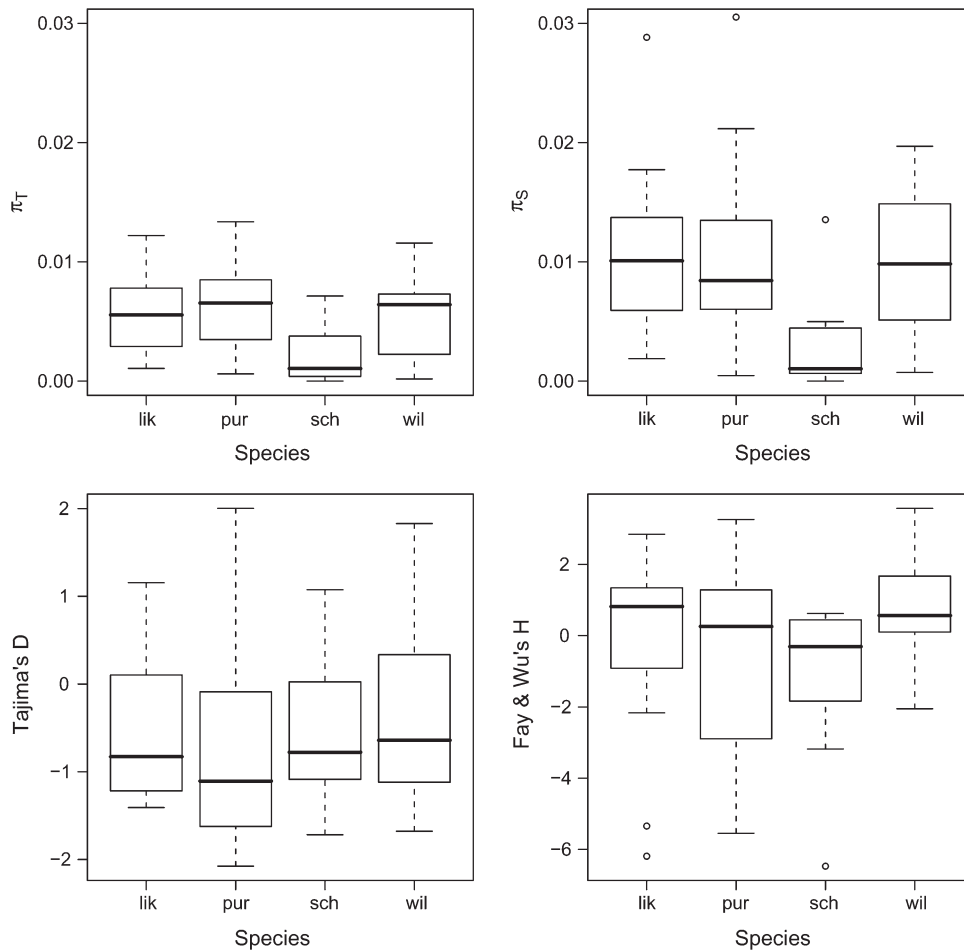 0.03
0.02
0.01
0.00
πT
lik pur sch wil
Species
0.03
0.02
0.01
0.00
πS
lik pur sch wil
Species
2
1
0
−1
−2
Tajima's D
lik pur sch wil
Species
2
0
−2
−4
−6
Fay & Wu's H
lik pur sch wil
Species